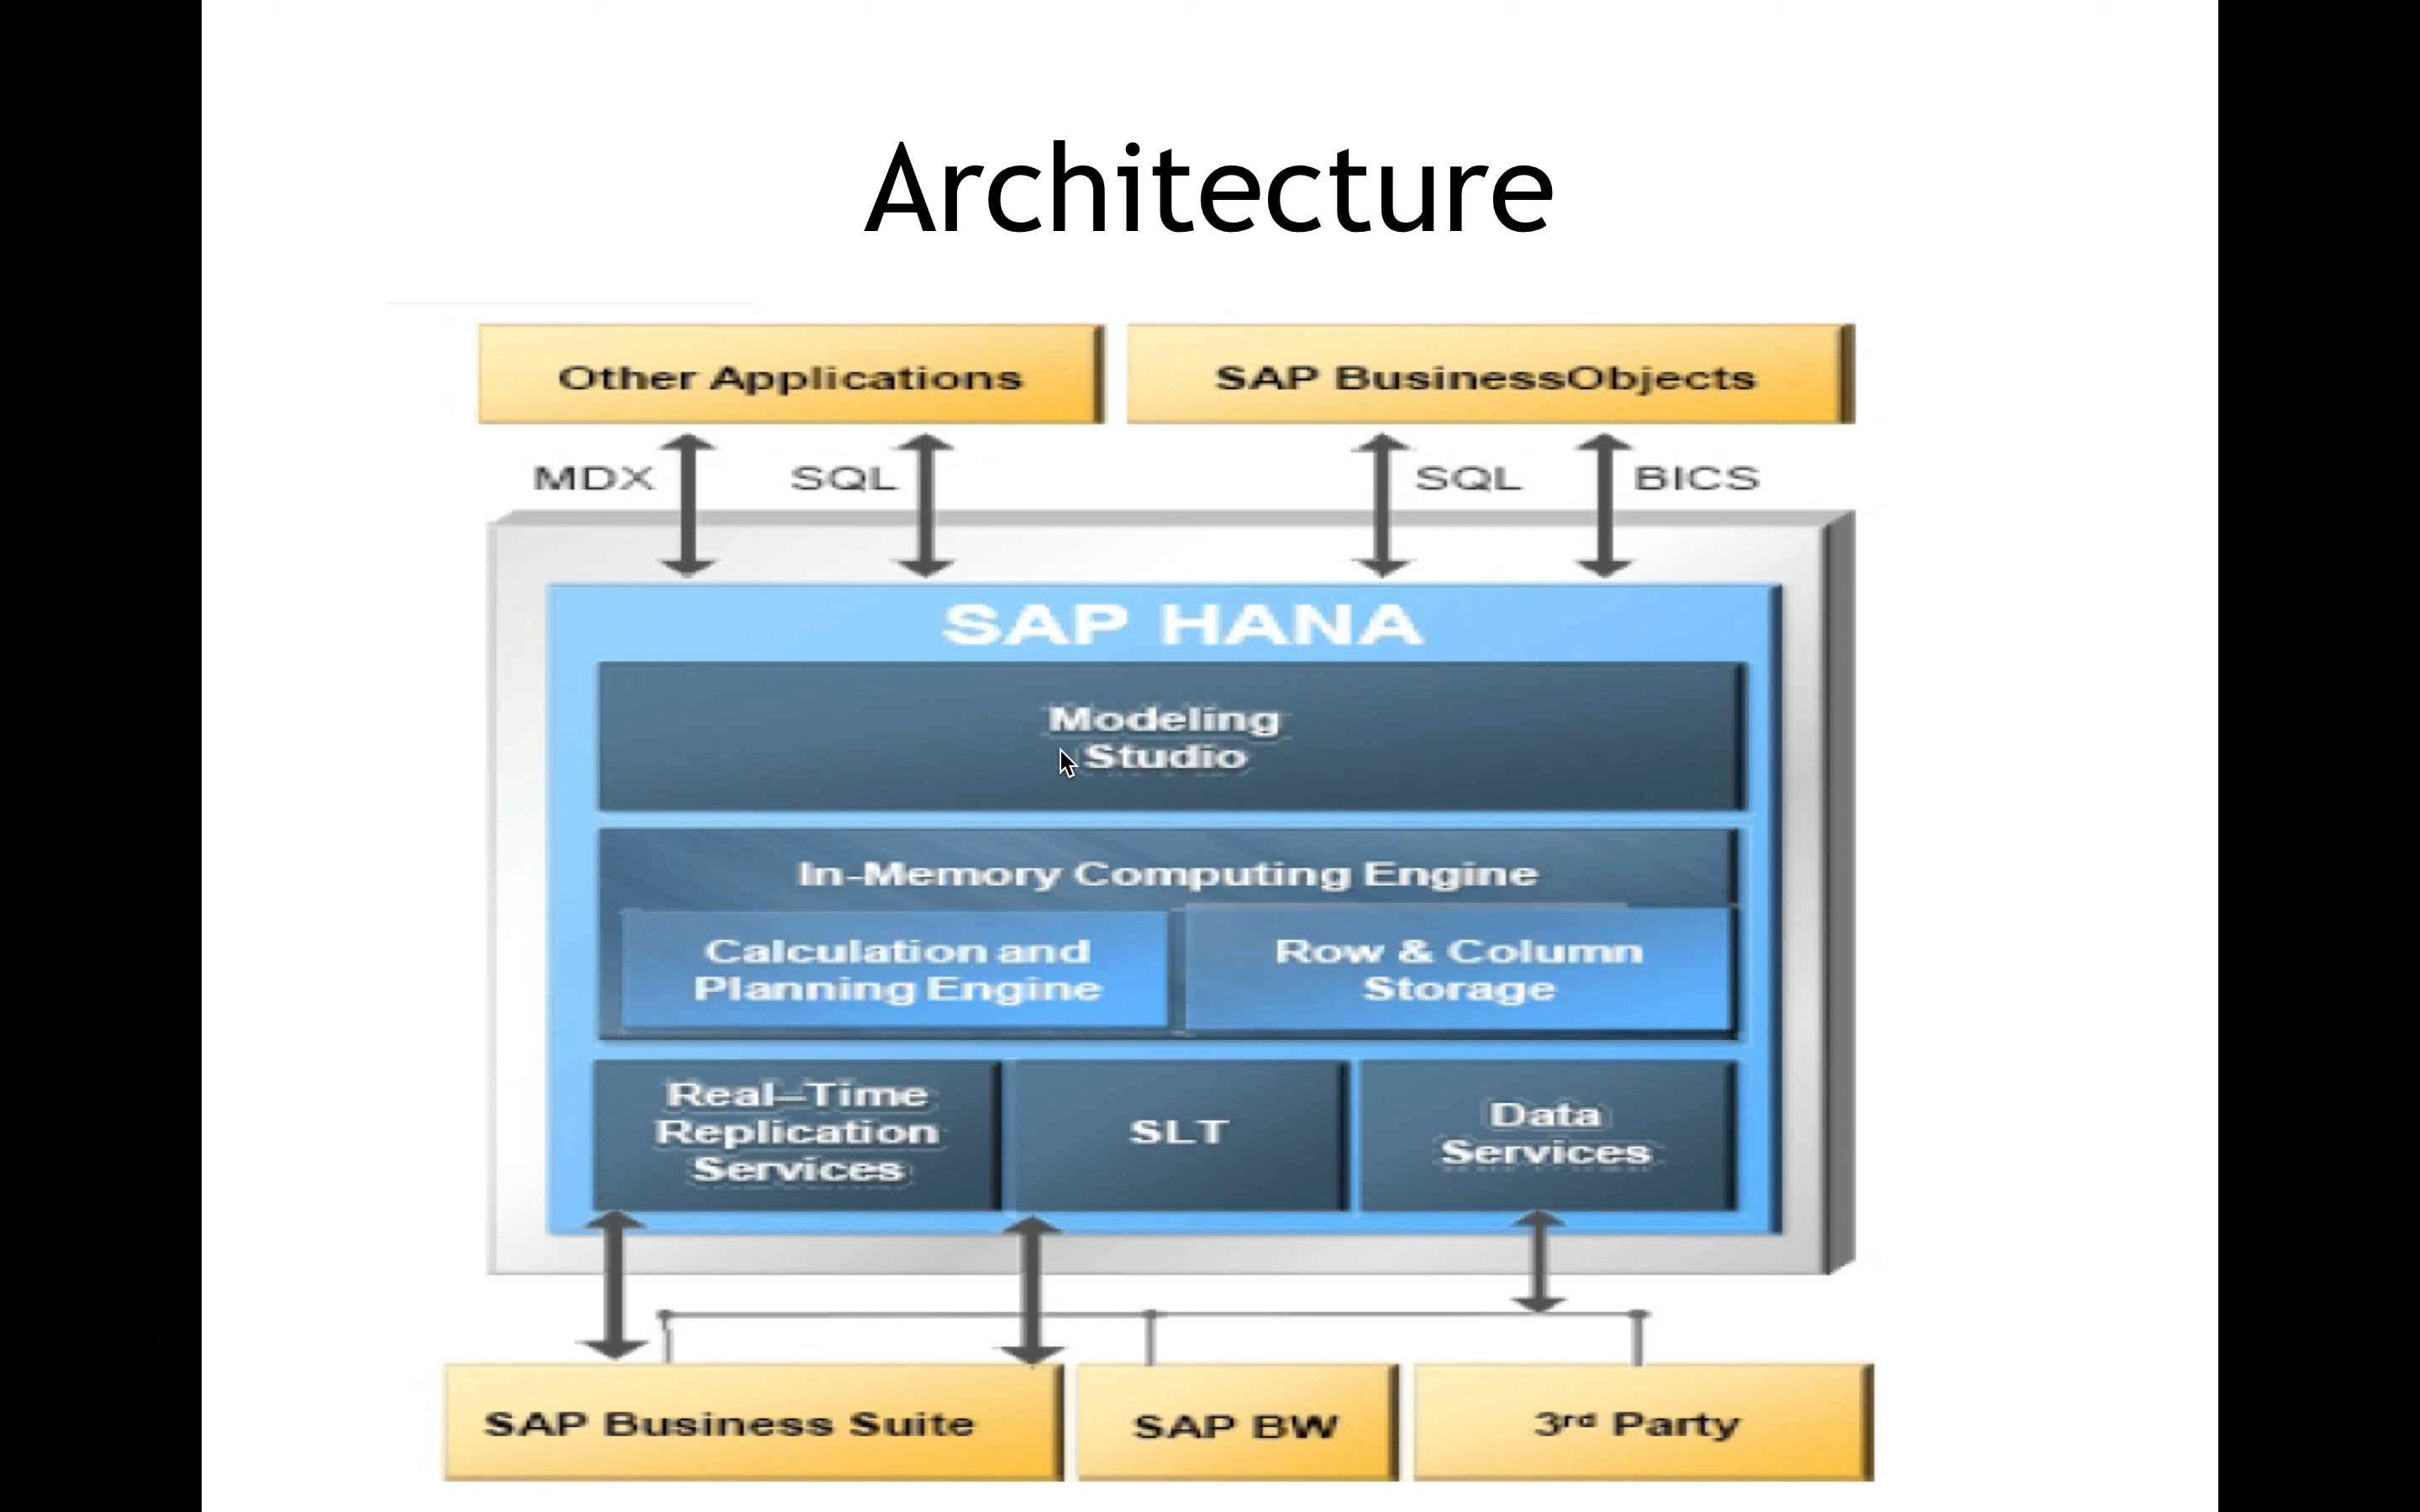 Architecture
Other Applications
SAP BusinessObjects
MDX
SQL
SQL
BICS
SAP HANA
Modeling
Studio
In-Memory Computing Engine
Calculation and
Planning Engine
Row & Column
Storage
Real–Time
Replication
Services
SLT
Data
Services
SAP Business Suite
SAP BW
3rd Party